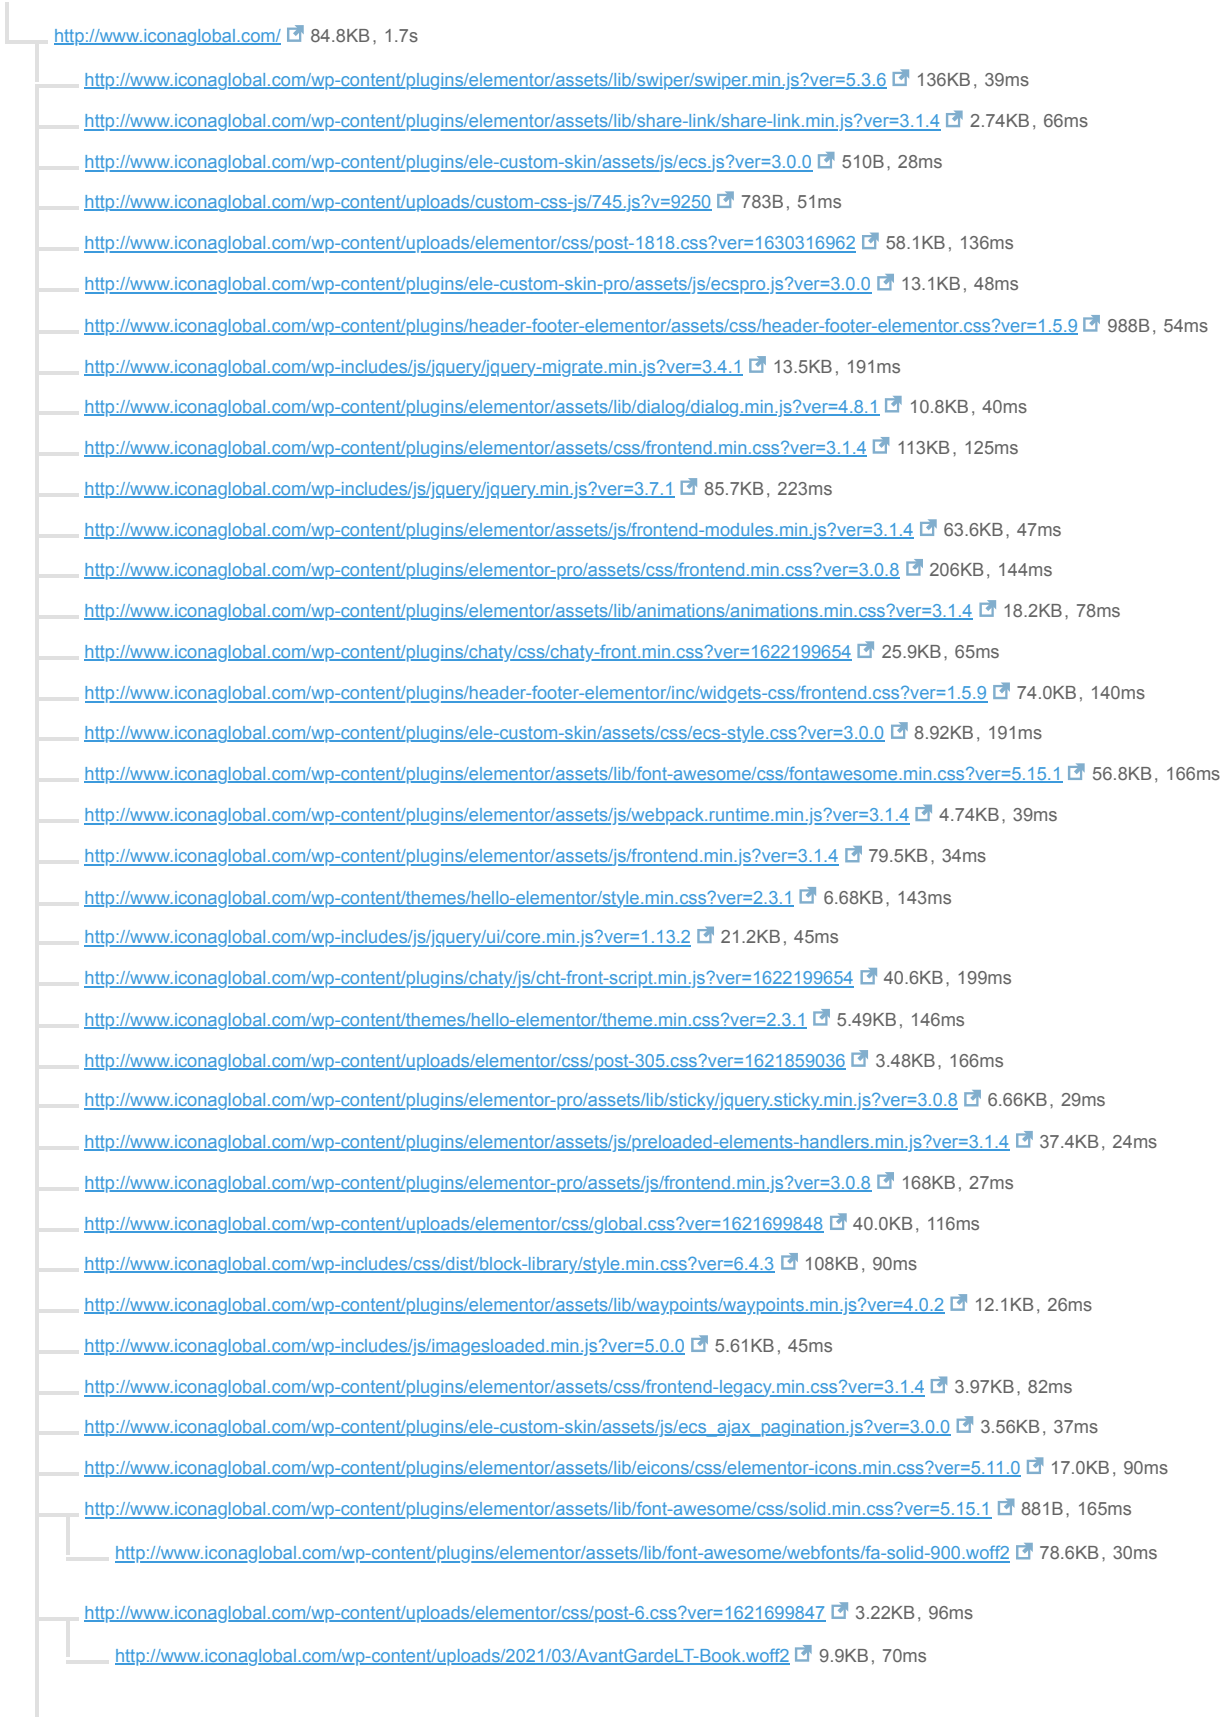 http://www.iconaglobal.com/ 84.8KB, 1.7s
http://www.iconaglobal.com/wp-content/plugins/elementor/assets/lib/swiper/swiper.min.js?ver=5.3.6 136KB, 39ms
http://www.iconaglobal.com/wp-content/plugins/elementor/assets/lib/share-link/share-link.min.js?ver=3.1.4 2.74KB, 66ms
http://www.iconaglobal.com/wp-content/plugins/ele-custom-skin/assets/js/ecs.js?ver=3.0.0 510B, 28ms
http://www.iconaglobal.com/wp-content/uploads/custom-css-js/745.js?v=9250 783B, 51ms
http://www.iconaglobal.com/wp-content/uploads/elementor/css/post-1818.css?ver=1630316962 58.1KB, 136ms
http://www.iconaglobal.com/wp-content/plugins/ele-custom-skin-pro/assets/js/ecspro.js?ver=3.0.0 13.1KB, 48ms
http://www.iconaglobal.com/wp-content/plugins/header-footer-elementor/assets/css/header-footer-elementor.css?ver=1.5.9 988B, 54ms
http://www.iconaglobal.com/wp-includes/js/jquery/jquery-migrate.min.js?ver=3.4.1 13.5KB, 191ms
http://www.iconaglobal.com/wp-content/plugins/elementor/assets/lib/dialog/dialog.min.js?ver=4.8.1 10.8KB, 40ms
http://www.iconaglobal.com/wp-content/plugins/elementor/assets/css/frontend.min.css?ver=3.1.4 113KB, 125ms
http://www.iconaglobal.com/wp-includes/js/jquery/jquery.min.js?ver=3.7.1 85.7KB, 223ms
http://www.iconaglobal.com/wp-content/plugins/elementor/assets/js/frontend-modules.min.js?ver=3.1.4 63.6KB, 47ms
http://www.iconaglobal.com/wp-content/plugins/elementor-pro/assets/css/frontend.min.css?ver=3.0.8 206KB, 144ms
http://www.iconaglobal.com/wp-content/plugins/elementor/assets/lib/animations/animations.min.css?ver=3.1.4 18.2KB, 78ms
http://www.iconaglobal.com/wp-content/plugins/chaty/css/chaty-front.min.css?ver=1622199654 25.9KB, 65ms
http://www.iconaglobal.com/wp-content/plugins/header-footer-elementor/inc/widgets-css/frontend.css?ver=1.5.9 74.0KB, 140ms
http://www.iconaglobal.com/wp-content/plugins/ele-custom-skin/assets/css/ecs-style.css?ver=3.0.0 8.92KB, 191ms
http://www.iconaglobal.com/wp-content/plugins/elementor/assets/lib/font-awesome/css/fontawesome.min.css?ver=5.15.1 56.8KB, 166ms
http://www.iconaglobal.com/wp-content/plugins/elementor/assets/js/webpack.runtime.min.js?ver=3.1.4 4.74KB, 39ms
http://www.iconaglobal.com/wp-content/plugins/elementor/assets/js/frontend.min.js?ver=3.1.4 79.5KB, 34ms
http://www.iconaglobal.com/wp-content/themes/hello-elementor/style.min.css?ver=2.3.1 6.68KB, 143ms
http://www.iconaglobal.com/wp-includes/js/jquery/ui/core.min.js?ver=1.13.2 21.2KB, 45ms
http://www.iconaglobal.com/wp-content/plugins/chaty/js/cht-front-script.min.js?ver=1622199654 40.6KB, 199ms
http://www.iconaglobal.com/wp-content/themes/hello-elementor/theme.min.css?ver=2.3.1 5.49KB, 146ms
http://www.iconaglobal.com/wp-content/uploads/elementor/css/post-305.css?ver=1621859036 3.48KB, 166ms
http://www.iconaglobal.com/wp-content/plugins/elementor-pro/assets/lib/sticky/jquery.sticky.min.js?ver=3.0.8 6.66KB, 29ms
http://www.iconaglobal.com/wp-content/plugins/elementor/assets/js/preloaded-elements-handlers.min.js?ver=3.1.4 37.4KB, 24ms
http://www.iconaglobal.com/wp-content/plugins/elementor-pro/assets/js/frontend.min.js?ver=3.0.8 168KB, 27ms
http://www.iconaglobal.com/wp-content/uploads/elementor/css/global.css?ver=1621699848 40.0KB, 116ms
http://www.iconaglobal.com/wp-includes/css/dist/block-library/style.min.css?ver=6.4.3 108KB, 90ms
http://www.iconaglobal.com/wp-content/plugins/elementor/assets/lib/waypoints/waypoints.min.js?ver=4.0.2 12.1KB, 26ms
http://www.iconaglobal.com/wp-includes/js/imagesloaded.min.js?ver=5.0.0 5.61KB, 45ms
http://www.iconaglobal.com/wp-content/plugins/elementor/assets/css/frontend-legacy.min.css?ver=3.1.4 3.97KB, 82ms
http://www.iconaglobal.com/wp-content/plugins/ele-custom-skin/assets/js/ecs_ajax_pagination.js?ver=3.0.0 3.56KB, 37ms
http://www.iconaglobal.com/wp-content/plugins/elementor/assets/lib/eicons/css/elementor-icons.min.css?ver=5.11.0 17.0KB, 90ms
http://www.iconaglobal.com/wp-content/plugins/elementor/assets/lib/font-awesome/css/solid.min.css?ver=5.15.1 881B, 165ms
http://www.iconaglobal.com/wp-content/plugins/elementor/assets/lib/font-awesome/webfonts/fa-solid-900.woff2 78.6KB, 30ms
http://www.iconaglobal.com/wp-content/uploads/elementor/css/post-6.css?ver=1621699847 3.22KB, 96ms
http://www.iconaglobal.com/wp-content/uploads/2021/03/AvantGardeLT-Book.woff2 9.9KB, 70ms